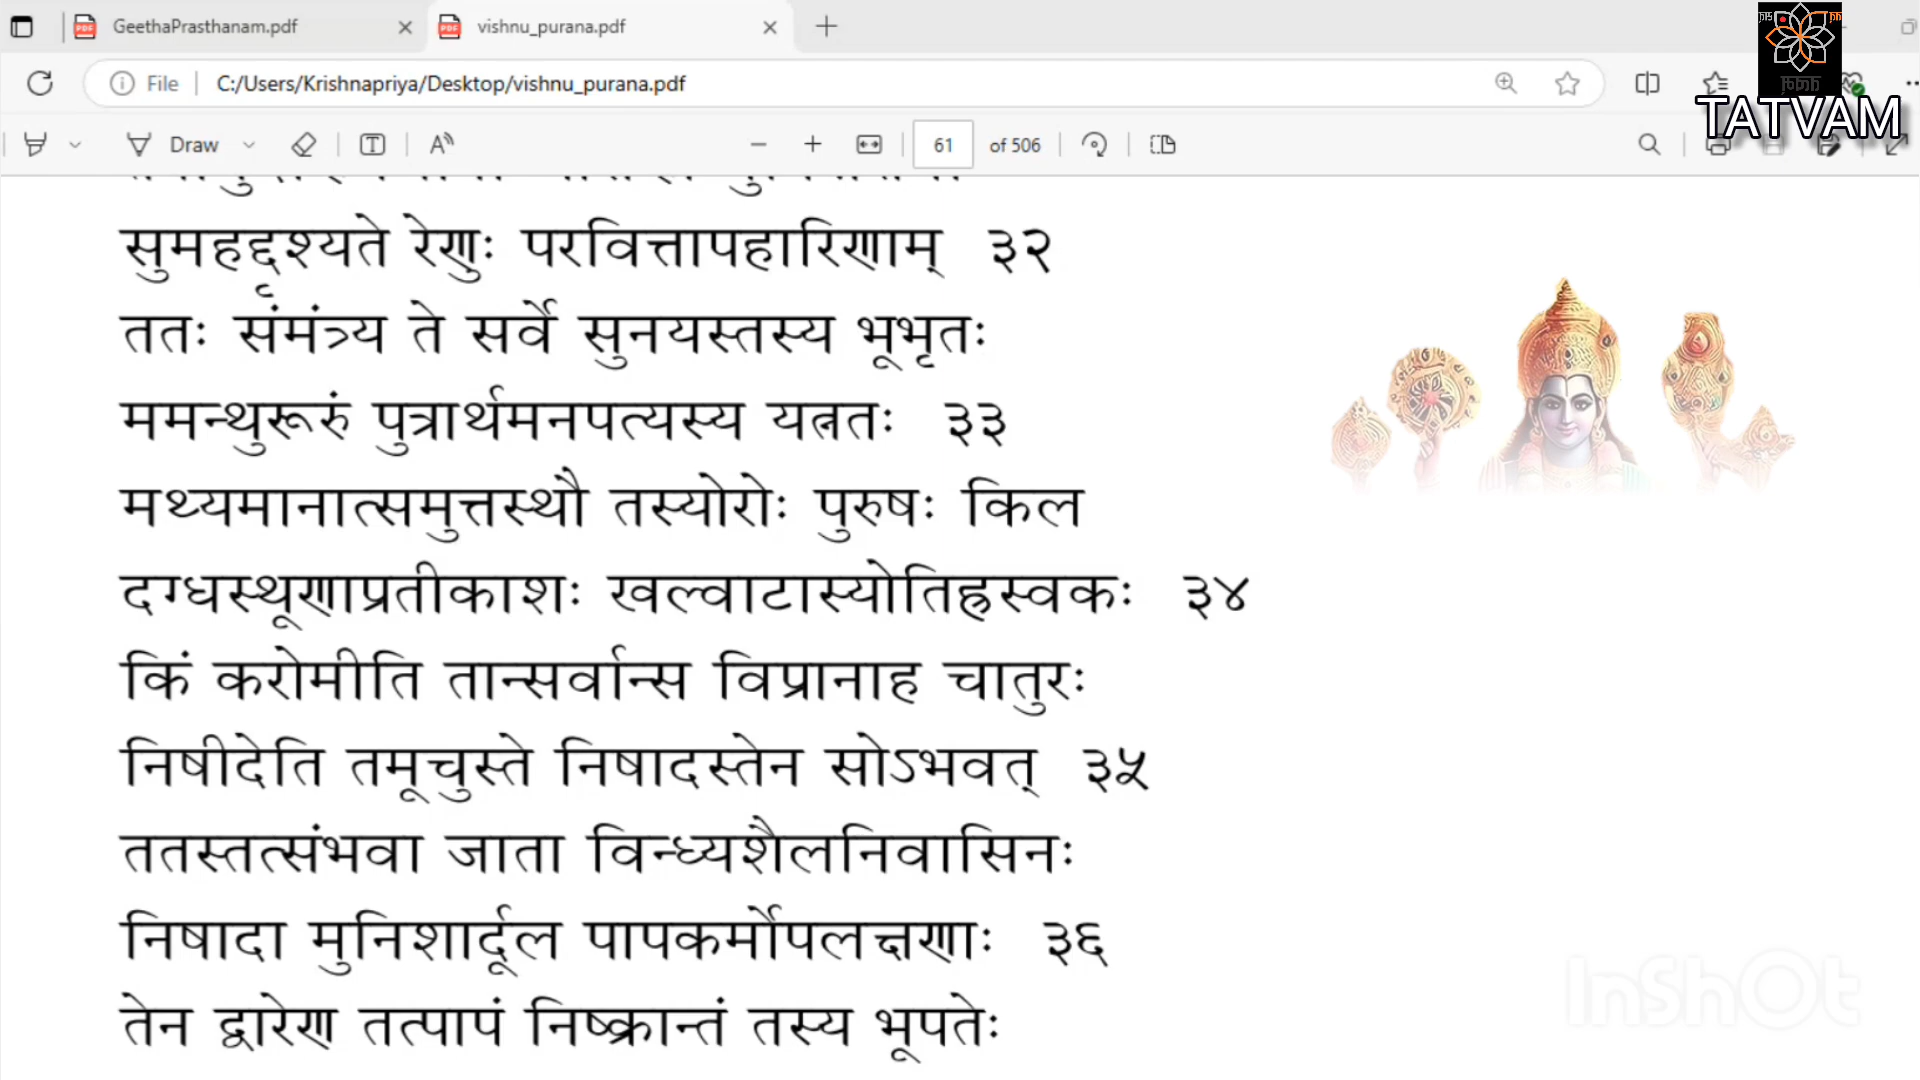 GeethaPrasthanam.pdf
vishnu_purana.pdf
File
C:/Users/Krishnapriya/Desktop/vishnu_purana.pdf
TATVAM
Draw
61
of 506
सुमहद्दृश्यते रेणुः परवित्तापहारिणाम् ३२
ततः संमंत्र्य ते सर्वे सुनयस्तस्य भूभृतः
ममन्थुरूरुं पुत्रार्थमनपत्यस्य यत्नतः ३३
मथ्यमानात्समुत्तस्थौ तस्योरोः पुरुषः किल
दग्धस्थूणाप्रतीकाशः खल्वाटास्योतिह्रस्वकः ३४
किं करोमीति तान्सर्वान्स विप्रानाह चातुरः
निषीदेति तमूचुस्ते निषादस्तेन सोऽभवत् ३५
ततस्तत्संभवा जाता विन्ध्यशैलनिवासिनः
निषादा मुनिशार्दूल पापकर्मोपलक्षणाः ३६
तेन द्वारेण तत्पापं निष्क्रान्तं तस्य भूपतेः
InShOt